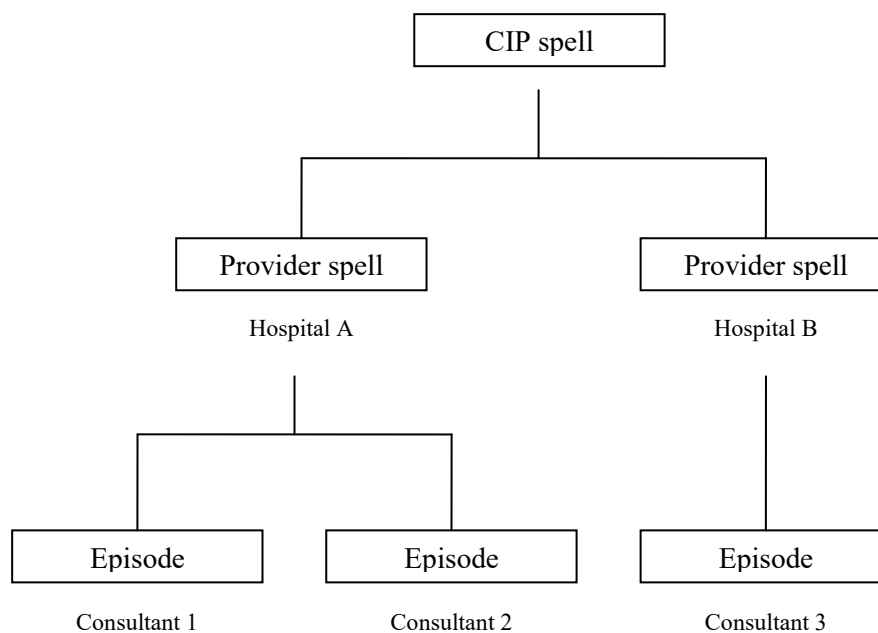 CIP spell
Provider spell
Provider spell
Hospital A
Hospital B
Episode
Episode
Episode
Consultant 1
Consultant 2
Consultant 3